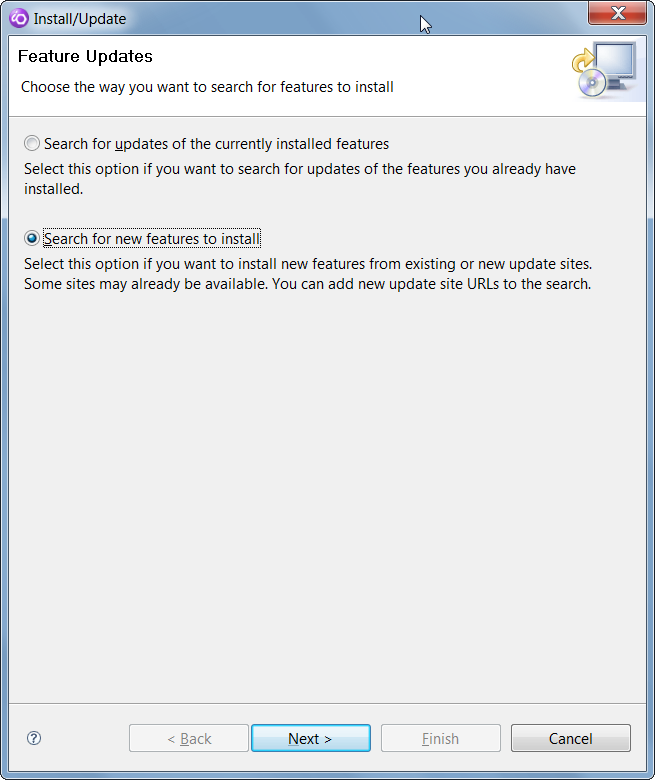 Install/Update
Feature Updates
Choose the way you want to search for features to install
Search for updates of the currently installed features
Select this option if you want to search for updates of the features you already have
installed.
Search for new features to install
Select this option if you want to install new features from existing or new update sites.
Some sites may already be available. You can add new update site URLs to the search.
?
< Back
Next >
Finish
Cancel